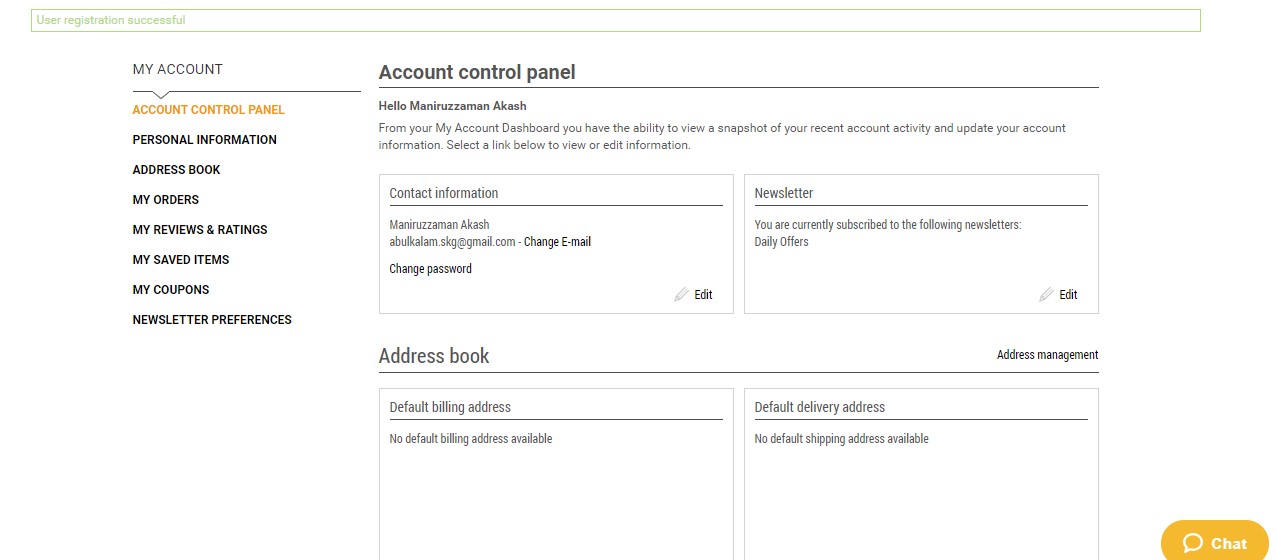 User registration successful
MY ACCOUNT
ACCOUNT CONTROL PANEL
PERSONAL INFORMATION
ADDRESS BOOK
MY ORDERS
MY REVIEWS & RATINGS
MY SAVED ITEMS
MY COUPONS
NEWSLETTER PREFERENCES
Account control panel
Hello Maniruzzaman Akash
From your My Account Dashboard you have the ability to view a snapshot of your recent account activity and update your account
information. Select a link below to view or edit information.
Contact information
Maniruzzaman Akash
abulkalam.skg@gmail.com - Change E-mail
Change password
Edit
Newsletter
You are currently subscribed to the following newsletters:
Daily Offers
Edit
Address book
Address management
Default billing address
No default billing address available
Default delivery address
No default shipping address available
Chat